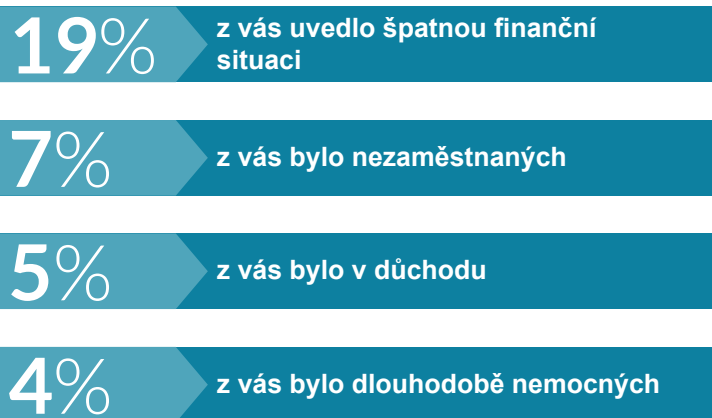 19%
z vás uvedlo špatnou finanční
situaci
7%
z vás bylo nezaměstnaných
5%
z vás bylo v důchodu
4%
z vás bylo dlouhodobě nemocných